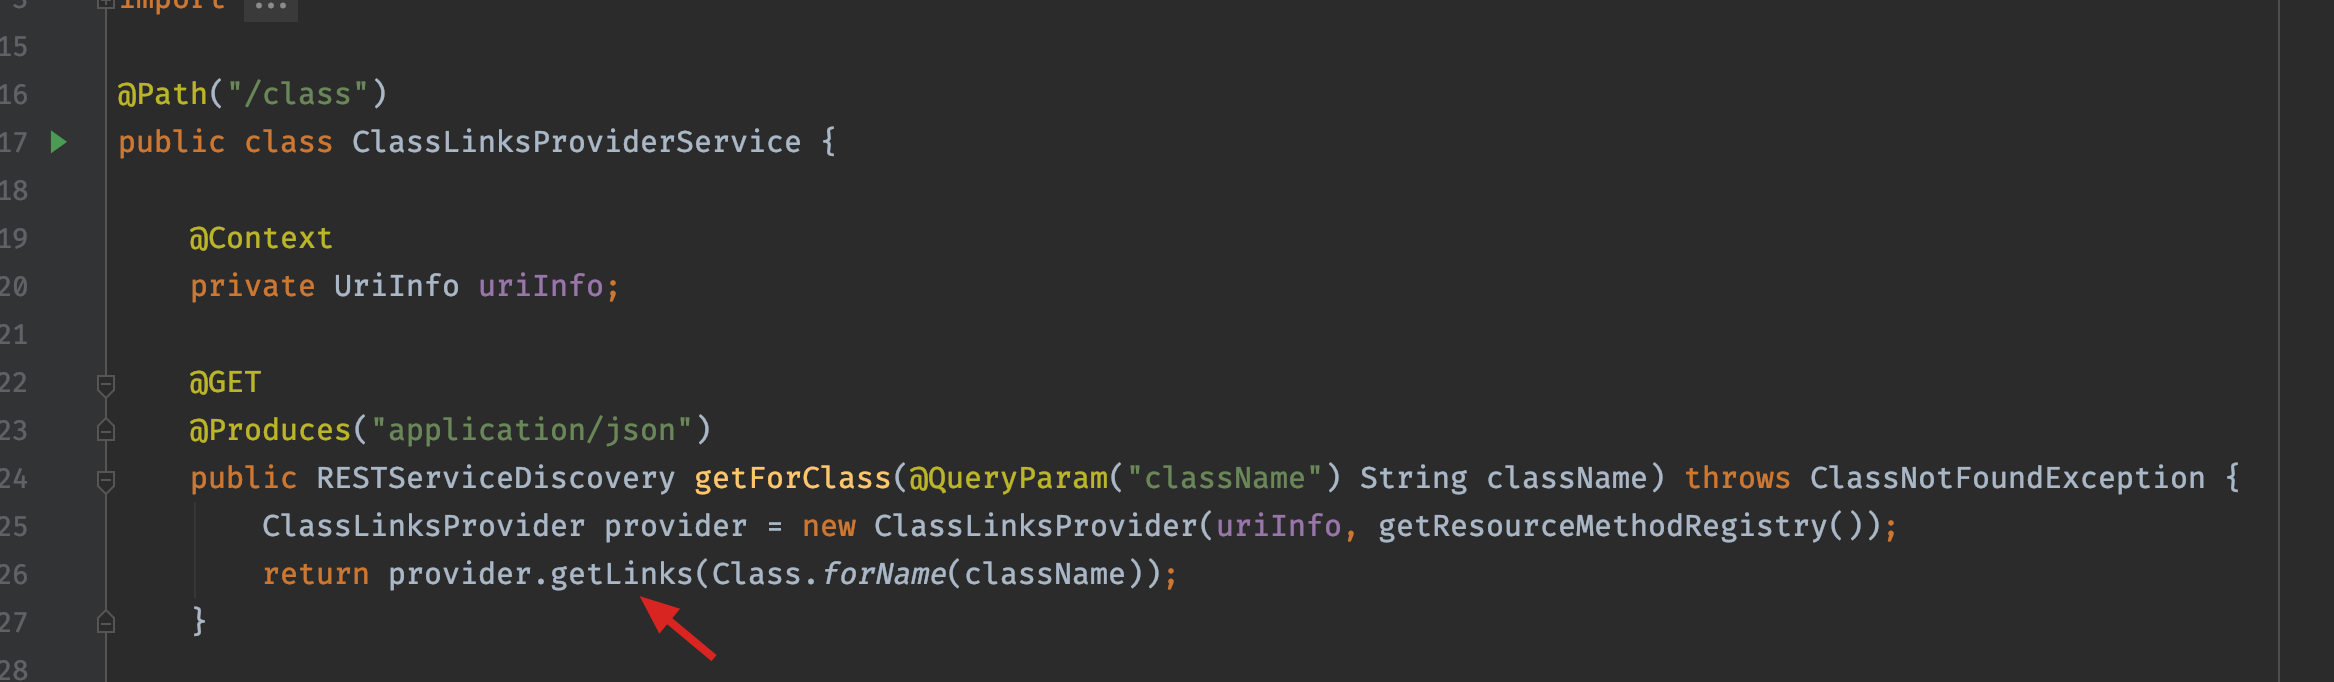 import ...
15
16 @Path("/class")
17 public class ClassLinksProviderService {
18
19 @Context
20 private UriInfo uriInfo;
21
22 @GET
23 @Produces("application/json")
24 public RESTServiceDiscovery getForClass(@QueryParam("className") String className) throws ClassNotFoundException {
25 ClassLinksProvider provider = new ClassLinksProvider(uriInfo, getResourceMethodRegistry());
26 return provider.getLinks(Class.forName(className));
27 }
28